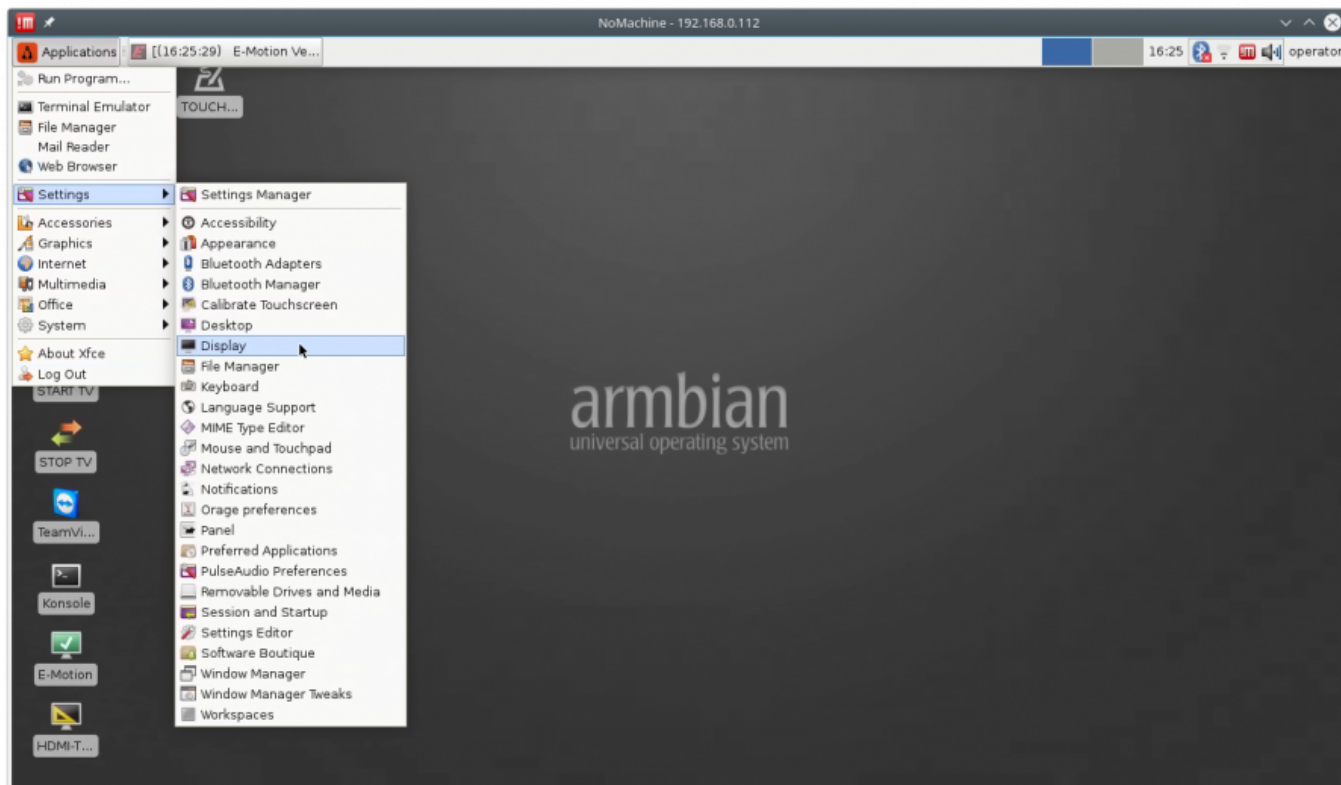 NoMachine - 192.168.0.112
Applications
[(16:25:29) E-Motion Ve...
16:25
operator
Run Program...
Terminal Emulator
File Manager
Mail Reader
Web Browser
Settings
Accessories
Graphics
Internet
Multimedia
Office
System
About Xfce
Log Out
Settings Manager
Accessibility
Appearance
Bluetooth Adapters
Bluetooth Manager
Calibrate Touchscreen
Desktop
Display
File Manager
Keyboard
Language Support
MIME Type Editor
Mouse and Touchpad
Network Connections
Notifications
Orage preferences
Panel
Preferred Applications
PulseAudio Preferences
Removable Drives and Media
Session and Startup
Settings Editor
Software Boutique
Window Manager
Window Manager Tweaks
Workspaces
TOUCH...
START TV
STOP TV
TeamVi...
Konsole
E-Motion
HDMI-T...
armbian
universal operating system